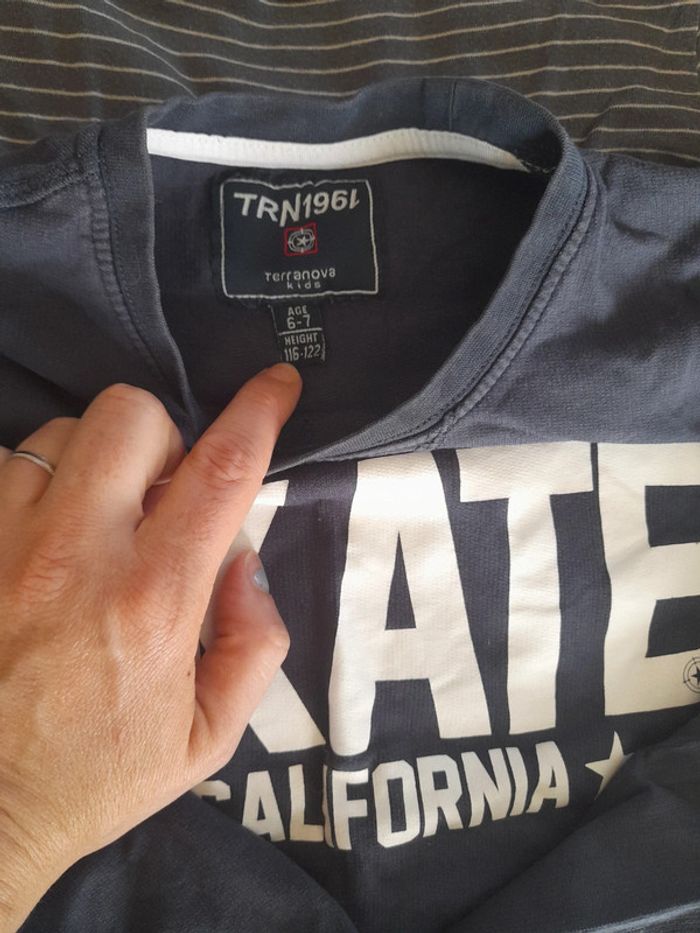 TRN1961
Terranova
kids
AGE
6-7
HEIGHT
116-122
KATE
CALIFORNIA